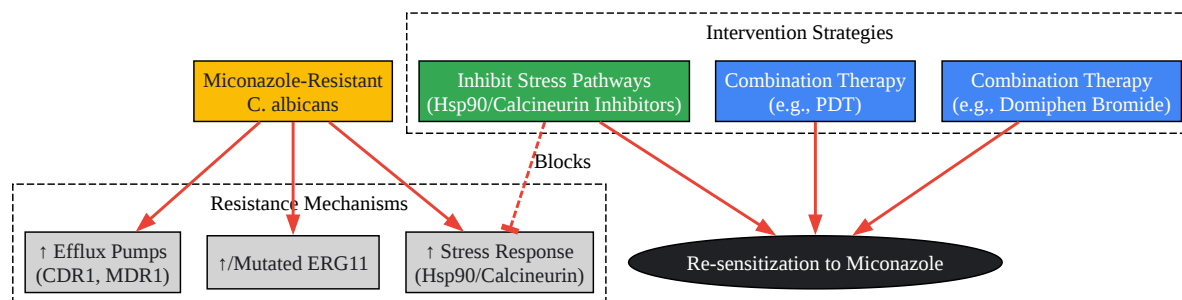 Intervention Strategies
Miconazole-Resistant
C. albicans
Inhibit Stress Pathways
(Hsp90/Calcineurin Inhibitors)
Combination Therapy
(e.g., PDT)
Combination Therapy
(e.g., Domiphen Bromide)
Blocks
Resistance Mechanisms
↑ Efflux Pumps
(CDR1, MDR1)
↑/Mutated ERG11
↑ Stress Response
(Hsp90/Calcineurin)
Re-sensitization to Miconazole